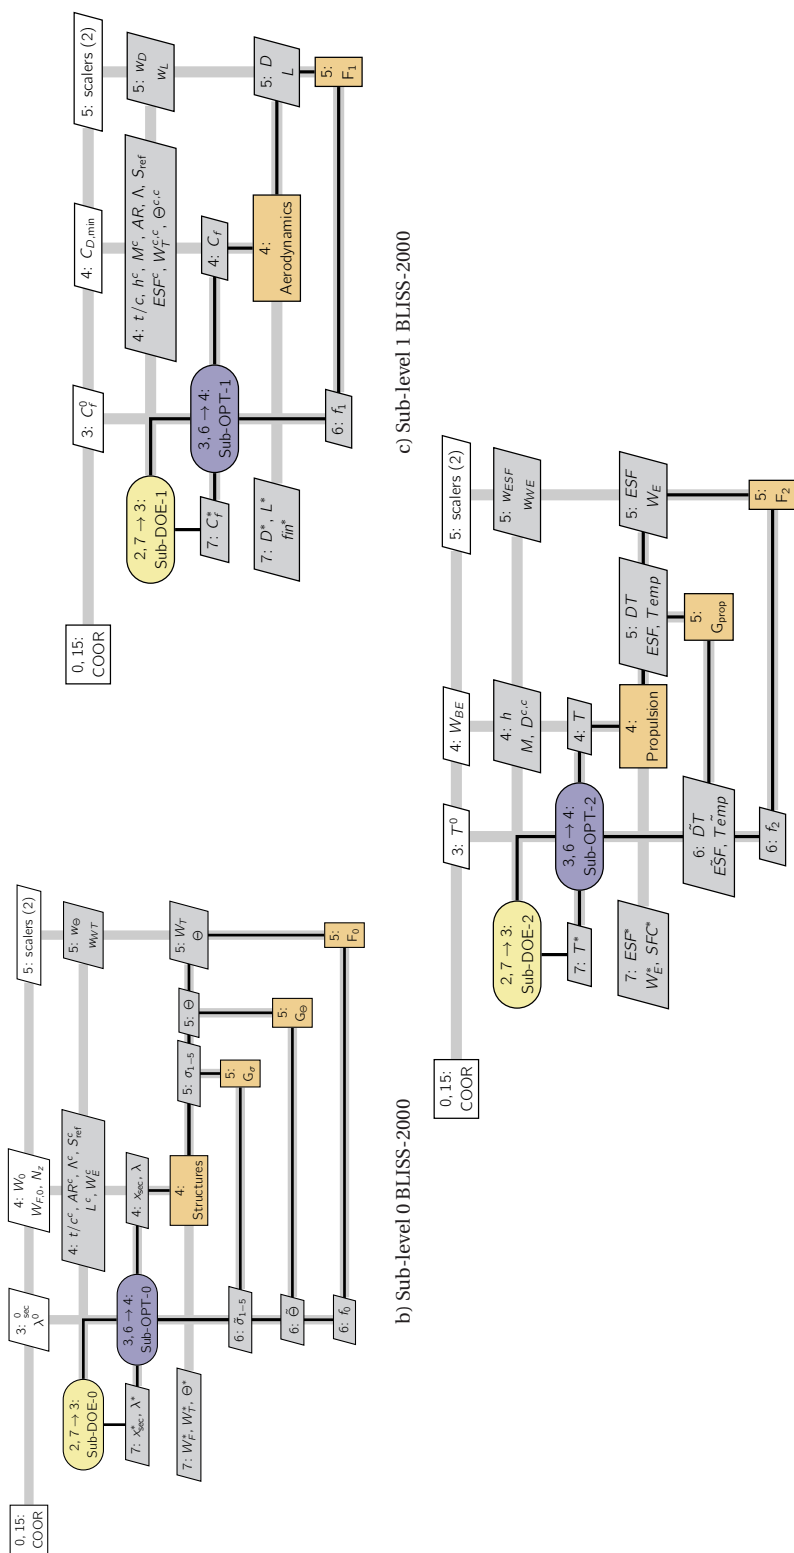 0, 15:
COOR
3: 0 sec
λ⁰
4: W₀
W_F,0, N_z
5: scalers (2)
2, 7 → 3:
Sub-DOE-0
4: t/c^c, AR^c, Λ^c, S^c_ref
L^c, W^c_E
5: w_Θ
w_WT
7: x*_sec, λ*
3, 6 → 4:
Sub-OPT-0
4: x_sec, λ
7: W*_F, W*_T, Θ*
4:
Structures
5: σ₁₋₅
5: Θ
5: W_T
Θ
6: σ̃₁₋₅
5:
G_σ
6: Θ̃
5:
G_Θ
6: f₀
5:
F₀
b) Sub-level 0 BLISS-2000
0, 15:
COOR
3: C⁰_f
4: C_D,min
5: scalers (2)
2, 7 → 3:
Sub-DOE-1
4: t/c, h^c, M^c, AR, Λ, S_ref
ESF^c, W^c,c_T, Θ^c,c
5: w_D
w_L
7: C*_f
3, 6 → 4:
Sub-OPT-1
4: C_f
7: D*, L*
fin*
4:
Aerodynamics
5: D
L
6: f₁
5:
F₁
c) Sub-level 1 BLISS-2000
0, 15:
COOR
3: T⁰
4: W_BE
5: scalers (2)
2, 7 → 3:
Sub-DOE-2
4: h
M, D^c,c
5: w_ESF
w_WE
7: T*
3, 6 → 4:
Sub-OPT-2
4: T
7: ESF*
W*_E, SFC*
4:
Propulsion
5: DT
ESF, Temp
5: ESF
W_E
6: D̃T
ẼSF, T̃emp
5:
G_prop
6: f₂
5:
F₂